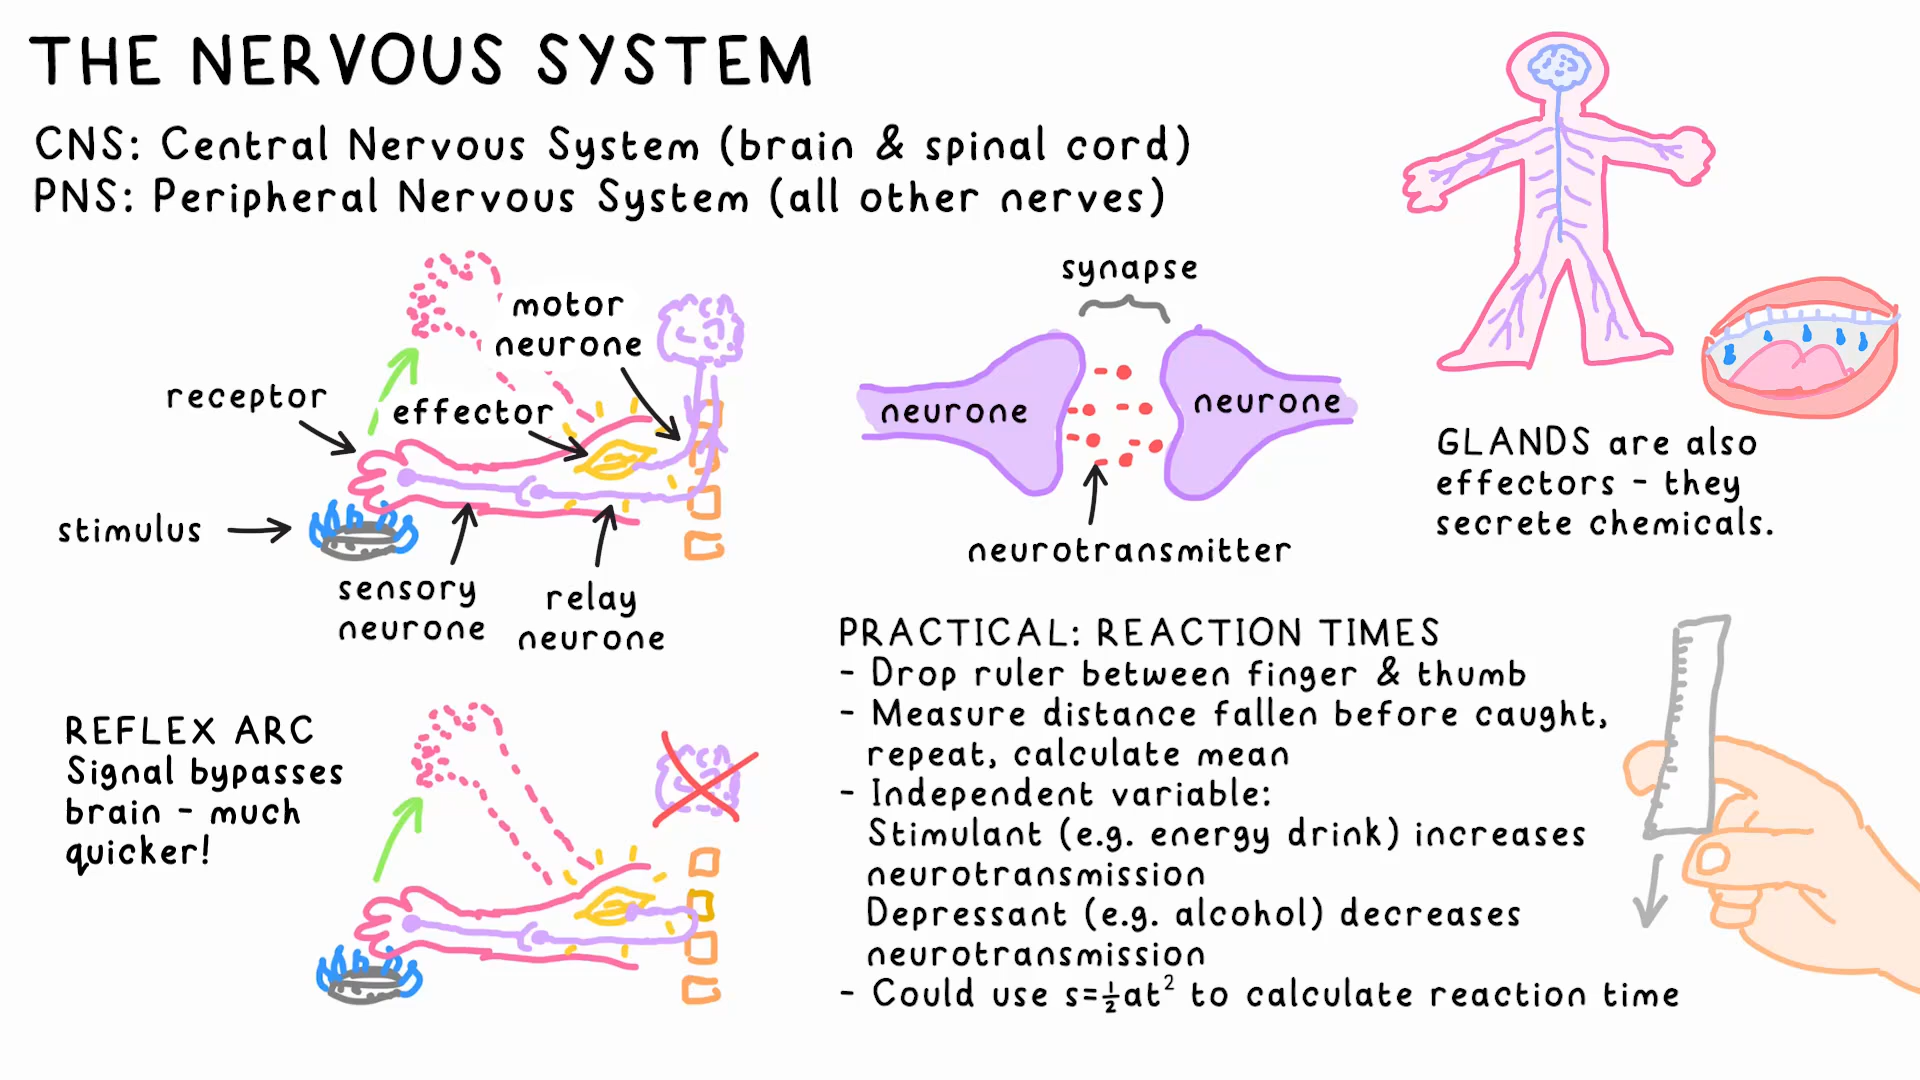 THE NERVOUS SYSTEM
CNS: Central Nervous System (brain & spinal cord)
PNS: Peripheral Nervous System (all other nerves)
motor
neurone
receptor
effector
stimulus
sensory
neurone
relay
neurone
synapse
neurone
neurone
neurotransmitter
GLANDS are also
effectors - they
secrete chemicals.
REFLEX ARC
Signal bypasses
brain - much
quicker!
PRACTICAL: REACTION TIMES
- Drop ruler between finger & thumb
- Measure distance fallen before caught,
repeat, calculate mean
- Independent variable:
Stimulant (e.g. energy drink) increases
neurotransmission
Depressant (e.g. alcohol) decreases
neurotransmission
- Could use s=½at² to calculate reaction time